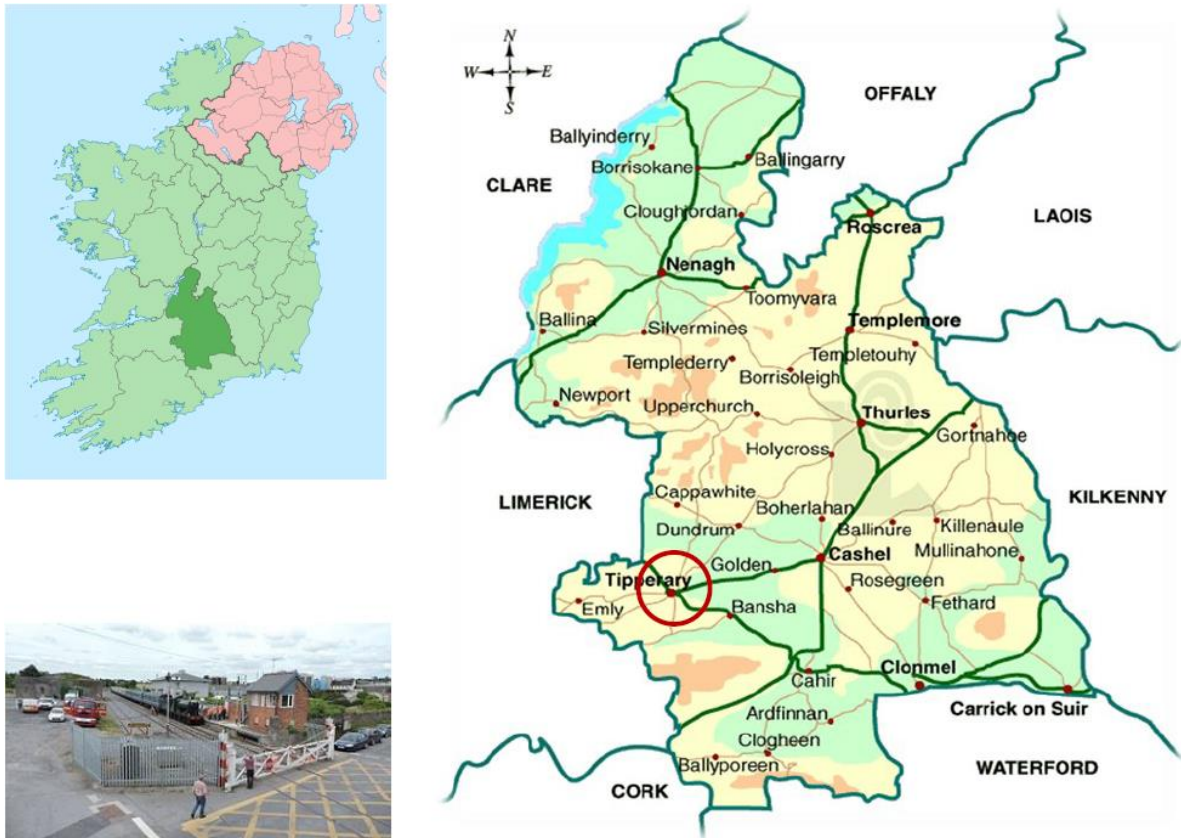 N
W E
S
OFFALY
Ballyinderry
Borrisokane
Ballingarry
CLARE
Cloughjordan
LAOIS
Roscrea
Nenagh
Toomyvara
Ballina
Silvermines
Templemore
Templederry
Templetouhy
Borrisoleigh
Newport
Upperchurch
Thurles
Gortnahoe
Holycross
LIMERICK
Cappawhite
KILKENNY
Boherlahan
Dundrum
Ballinure
Killenaule
Mullinahone
Cashel
Golden
Tipperary
Rosegreen
Emly
Bansha
Fethard
Cahir
Clonmel
Carrick on Suir
Ardfinnan
Clogheen
Ballyporeen
WATERFORD
CORK